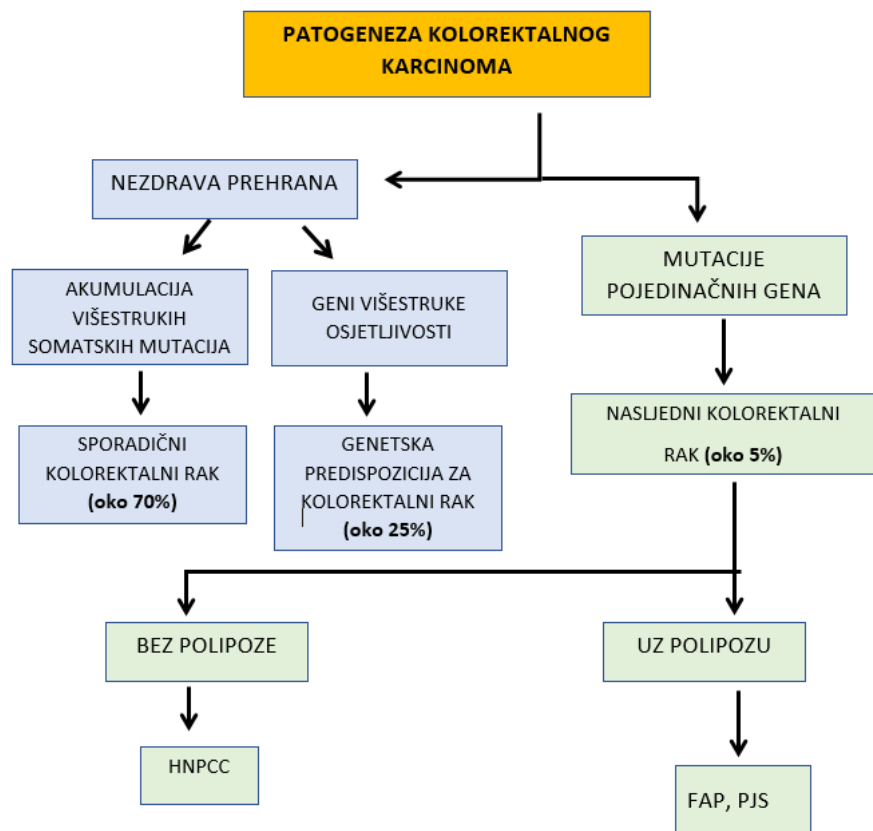 PATOGENEZA KOLOREKTALNOG
KARCINOMA
NEZDRAVA PREHRANA
MUTACIJE
POJEDINAČNIH GENA
AKUMULACIJA
VIŠESTRUKIH
SOMATSKIH MUTACIJA
GENI VIŠESTRUKE
OSJETLJIVOSTI
NASLJEDNI KOLOREKTALNI
RAK (oko 5%)
SPORADIČNI
KOLOREKTALNI RAK
(oko 70%)
GENETSKA
PREDISPOZICIJA ZA
KOLOREKTALNI RAK
(oko 25%)
BEZ POLIPOZE
UZ POLIPOZU
HNPCC
FAP, PJS